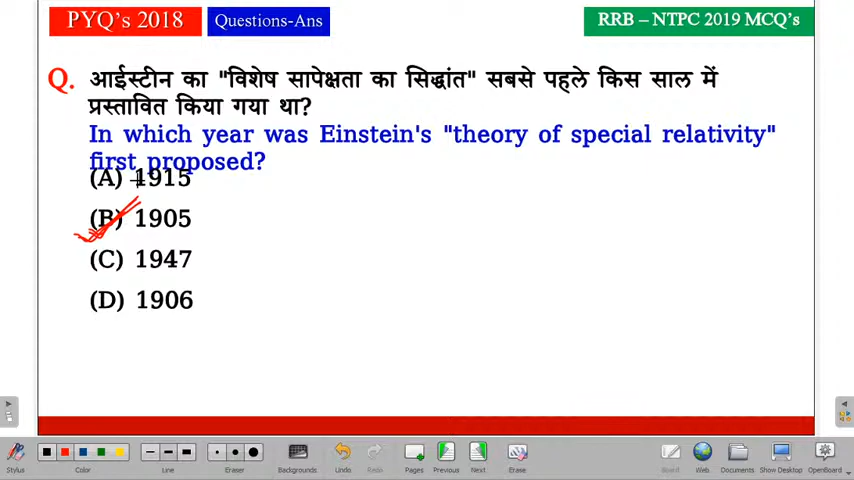 PYQ's 2018
Questions-Ans
RRB – NTPC 2019 MCQ's
Q. आईस्टीन का "विशेष सापेक्षता का सिद्धांत" सबसे पहले किस साल में
प्रस्तावित किया गया था?
In which year was Einstein's "theory of special relativity"
first proposed?
(A) 1915
(B) 1905
(C) 1947
(D) 1906
Stylus
Color
Line
Eraser
Backgrounds
Undo
Redo
Pages
Previous
Next
Erase
Board
Web
Documents
Show Desktop
OpenBoard